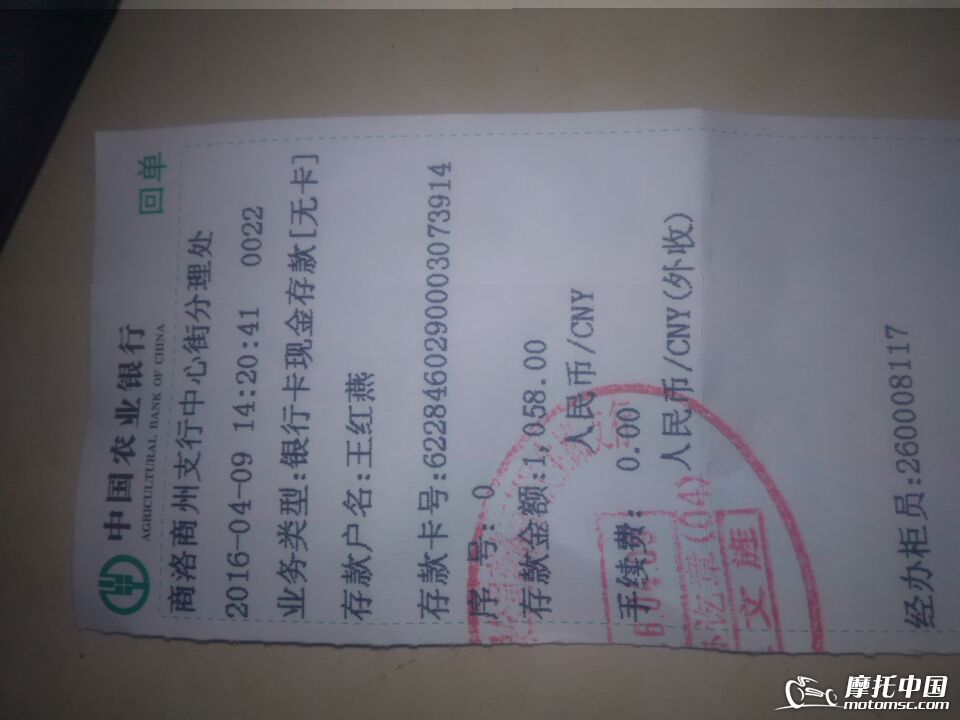 中国农业银行
AGRICULTURAL BANK OF CHINA
回单
商洛商州支行中心街分理处
2016-04-09 14:20:41 0022
业务类型:银行卡现金存款[无卡]
存款户名:王红燕
存款卡号:6228460290003073914
序号:0
存款金额:1,058.00
人民币/CNY
手续费:0.00
人民币/CNY(外收)
讫章(04)
文
经办柜员:260008117
摩托中国
motomsc.com